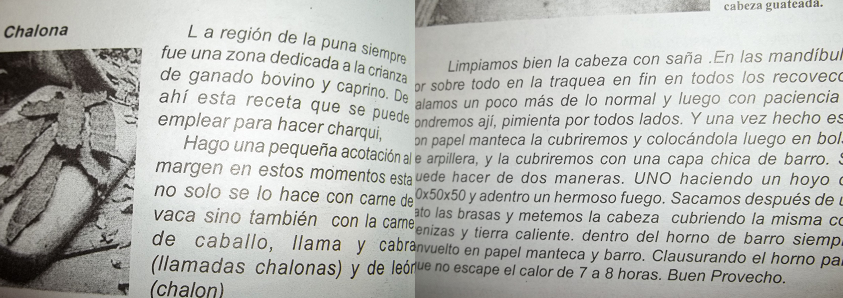 Chalona
L a región de la puna siempre
fue una zona dedicada a la crianza
de ganado bovino y caprino. De
ahí esta receta que se puede
emplear para hacer charqui,
Hago una pequeña acotación al
margen en estos momentos esta
no solo se lo hace con carne de
vaca sino también con la carne
de caballo, llama y cabra
(llamadas chalonas) y de león
(chalon)
cabeza guateada.
Limpiamos bien la cabeza con saña .En las mandíbul
or sobre todo en la traquea en fin en todos los recovec
alamos un poco más de lo normal y luego con paciencia
ondremos ají, pimienta por todos lados. Y una vez hecho es
on papel manteca la cubriremos y colocándola luego en bol
e arpillera, y la cubriremos con una capa chica de barro. S
uede hacer de dos maneras. UNO haciendo un hoyo
0x50x50 y adentro un hermoso fuego. Sacamos después de
ato las brasas y metemos la cabeza cubriendo la misma co
enizas y tierra caliente. dentro del horno de barro siemp
nvuelto en papel manteca y barro. Clausurando el horno pa
ue no escape el calor de 7 a 8 horas. Buen Provecho.